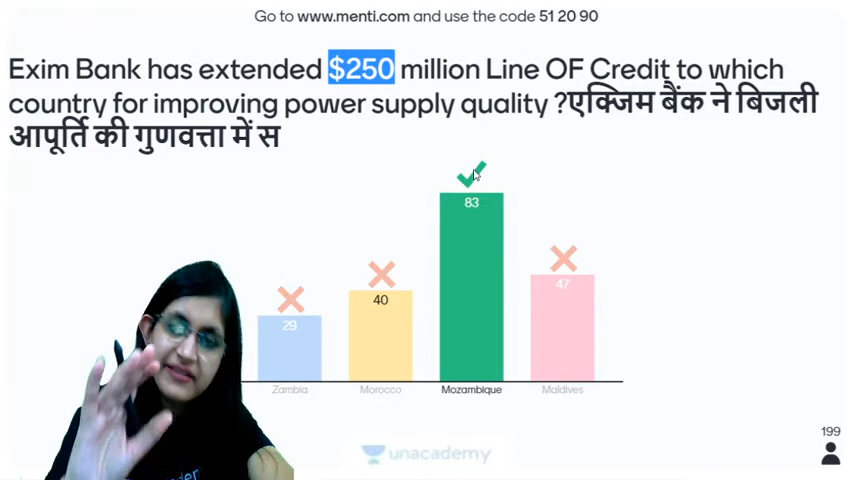 Go to www.menti.com and use the code 51 20 90
Exim Bank has extended $250 million Line OF Credit to which
country for improving power supply quality ?एक्जिम बैंक ने बिजली
आपूर्ति की गुणवत्ता में स
83
47
40
29
Zambia Morocco Mozambique Maldives
199
unacademy